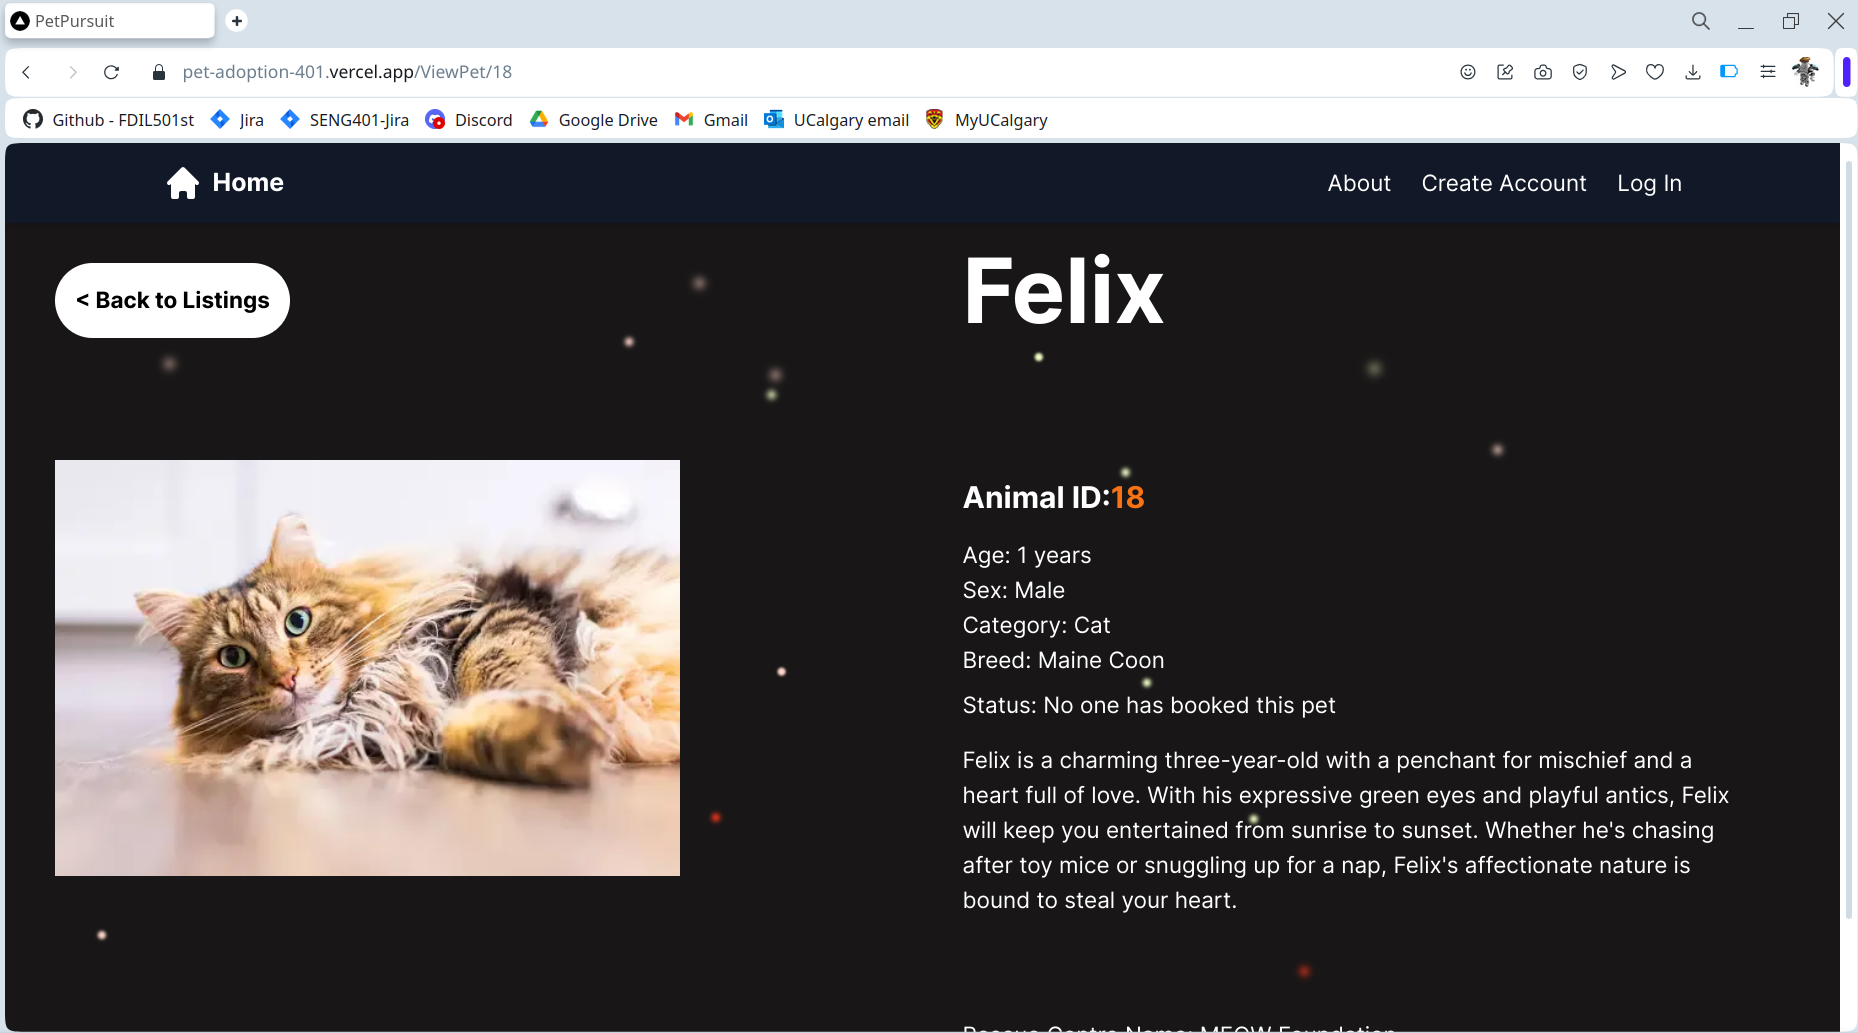 PetPursuit
pet-adoption-401.vercel.app/ViewPet/18
Github - FDIL501st Jira SENG401-Jira Discord Google Drive Gmail UCalgary email MyUCalgary
Home About Create Account Log In
< Back to Listings
Felix
Animal ID:18
Age: 1 years
Sex: Male
Category: Cat
Breed: Maine Coon
Status: No one has booked this pet
Felix is a charming three-year-old with a penchant for mischief and a
heart full of love. With his expressive green eyes and playful antics, Felix
will keep you entertained from sunrise to sunset. Whether he's chasing
after toy mice or snuggling up for a nap, Felix's affectionate nature is
bound to steal your heart.
Rescue Centre Name: MEOW Foundation